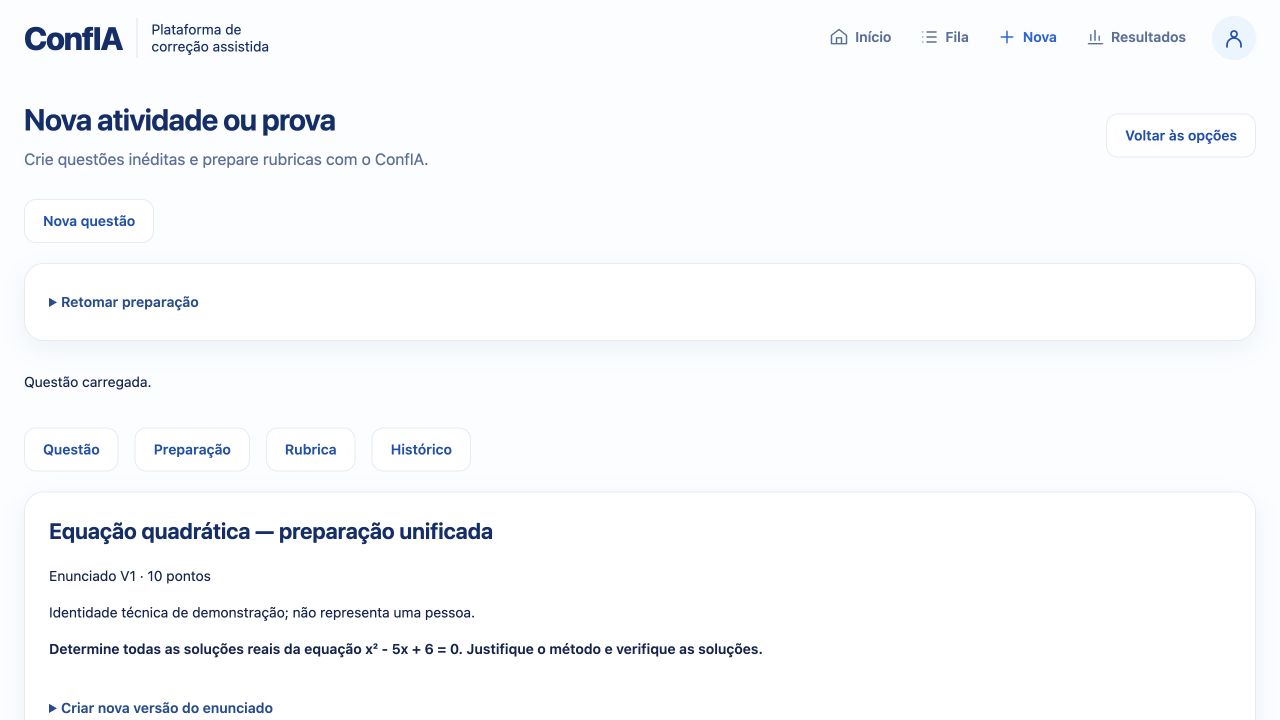 ConfIA
Plataforma de
correção assistida
Início
Fila
Nova
Resultados
Nova atividade ou prova
Crie questões inéditas e prepare rubricas com o ConfIA.
Voltar às opções
Nova questão
Retomar preparação
Questão carregada.
Questão
Preparação
Rubrica
Histórico
Equação quadrática — preparação unificada
Enunciado V1 · 10 pontos
Identidade técnica de demonstração; não representa uma pessoa.
Determine todas as soluções reais da equação x² - 5x + 6 = 0. Justifique o método e verifique as soluções.
Criar nova versão do enunciado